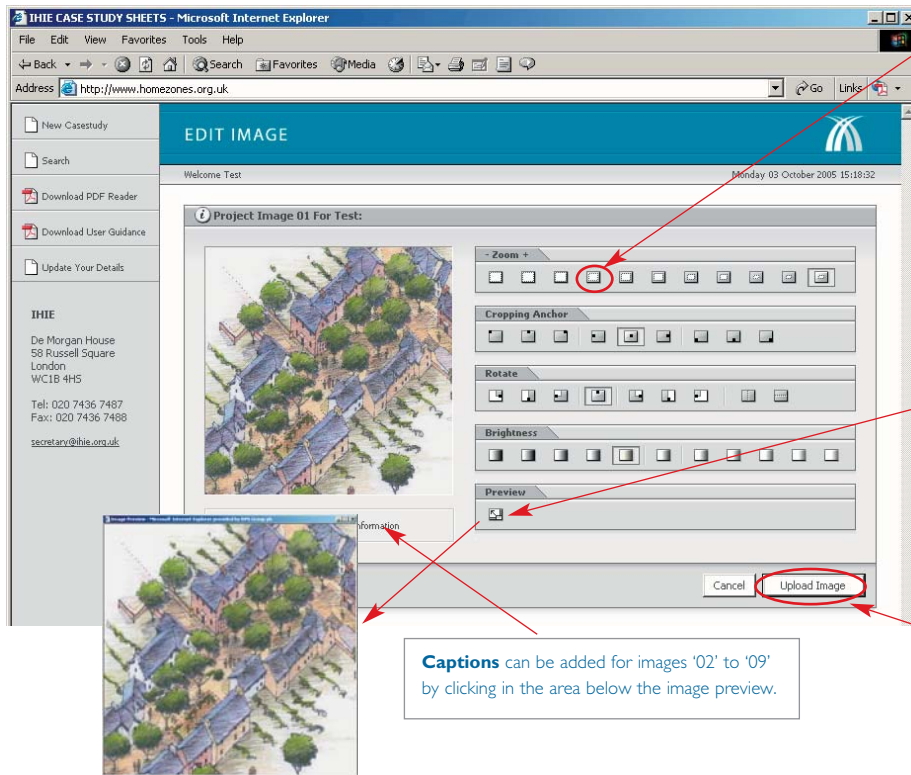 IHIE CASE STUDY SHEETS - Microsoft Internet Explorer
File Edit View Favorites Tools Help
Back Search Favorites Media
Address http://www.homezones.org.uk Go Links
New Casestudy
Search
Download PDF Reader
Download User Guidance
Update Your Details
IHIE
De Morgan House
58 Russell Square
London
WC1B 4HS
Tel: 020 7436 7487
Fax: 020 7436 7488
secretary@ihie.org.uk
EDIT IMAGE
Welcome Test Monday 03 October 2005 15:18:32
Project Image 01 For Test:
- Zoom +
Cropping Anchor
Rotate
Brightness
Preview
nformation
Cancel Upload Image
Captions can be added for images ‘02’ to ‘09’
by clicking in the area below the image preview.